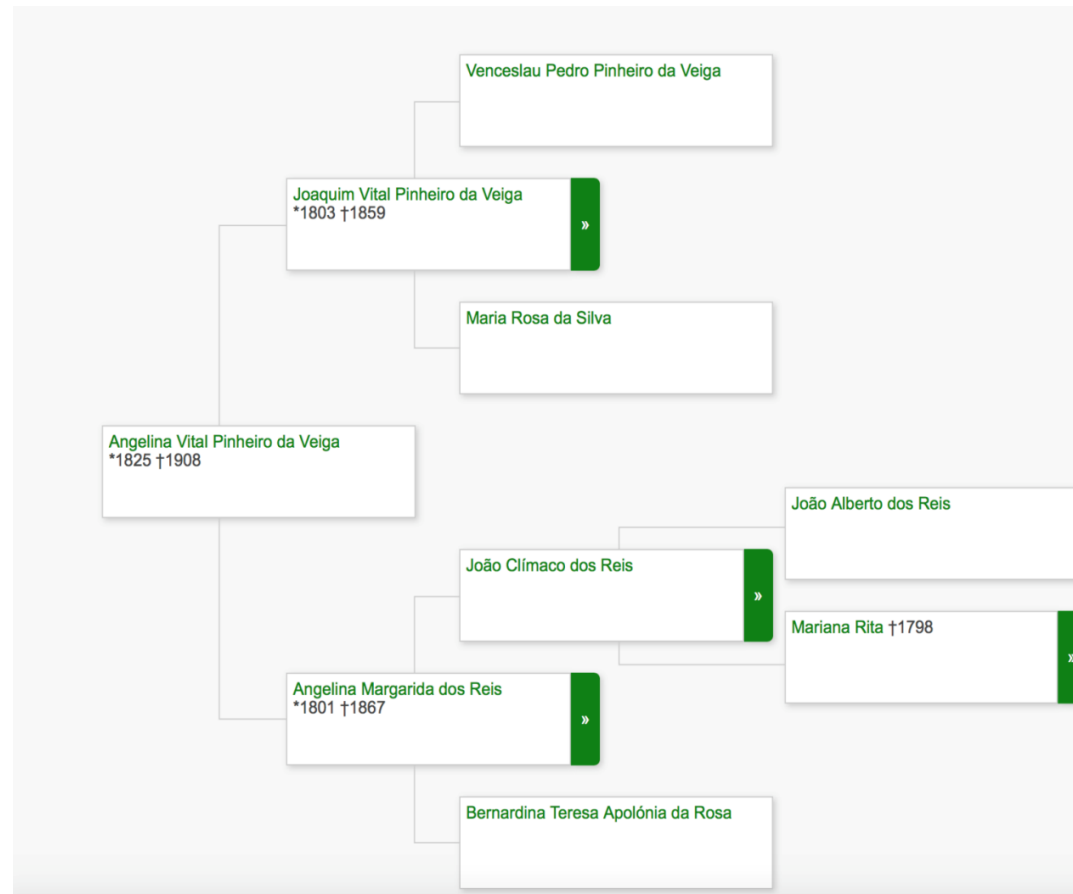 Venceslau Pedro Pinheiro da Veiga
Joaquim Vital Pinheiro da Veiga
*1803 †1859
»
Maria Rosa da Silva
Angelina Vital Pinheiro da Veiga
*1825 †1908
João Alberto dos Reis
João Clímaco dos Reis
»
Mariana Rita †1798
»
Angelina Margarida dos Reis
*1801 †1867
»
Bernardina Teresa Apolónia da Rosa